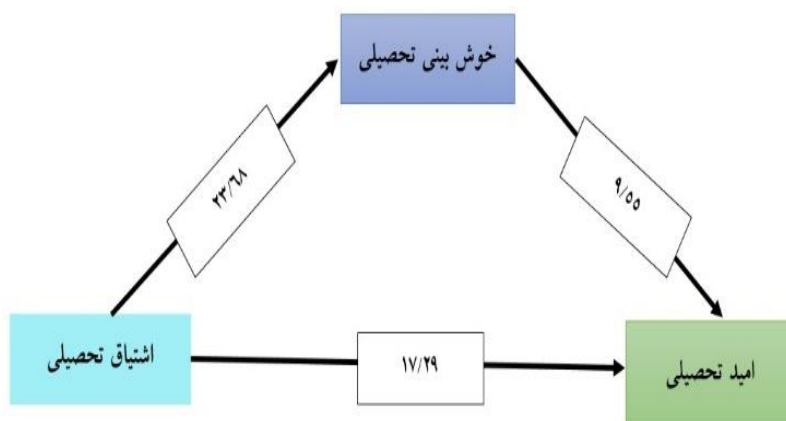 خوش بینی تحصیلی
۲۳/۶۸
۹/۵۵
اشتیاق تحصیلی
۱۷/۲۹
امید تحصیلی